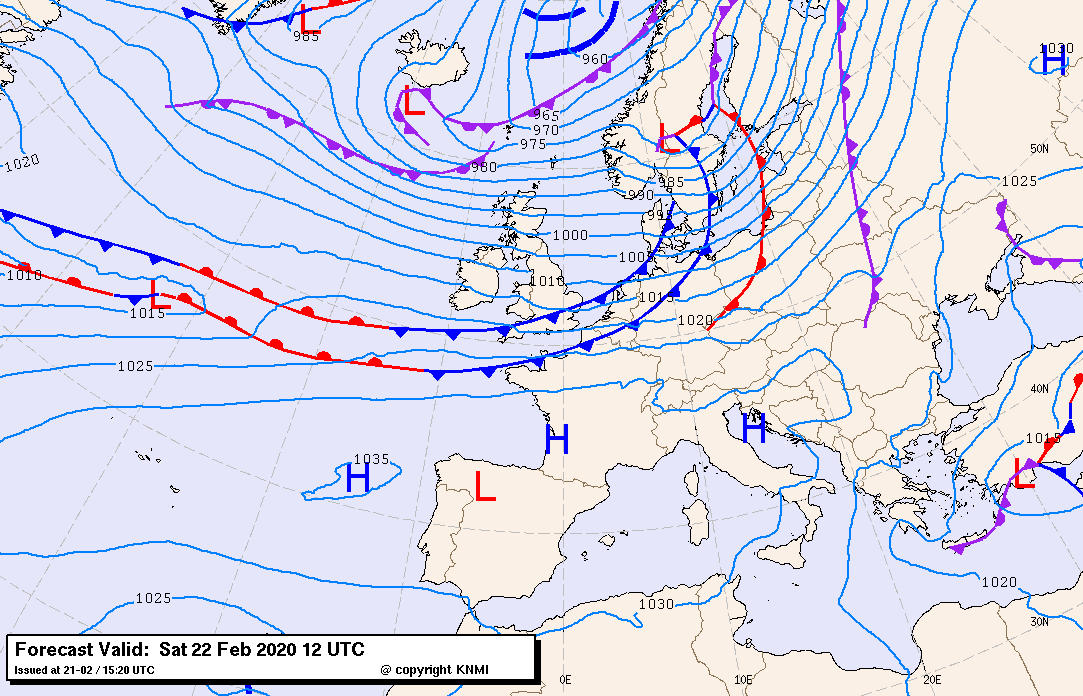 L
985
960
H
1030
L
965
970
975
L
50N
1020
980
985
1025
990
995
1000
1005
1010
1010
L
1015
1015
1020
1025
40N
H
H
1015
1035
H
L
L
1020
1025
1030
30N
Forecast Valid: Sat 22 Feb 2020 12 UTC
Issued at 21-02 / 15:20 UTC @ copyright KNMI
0E
10E
20E